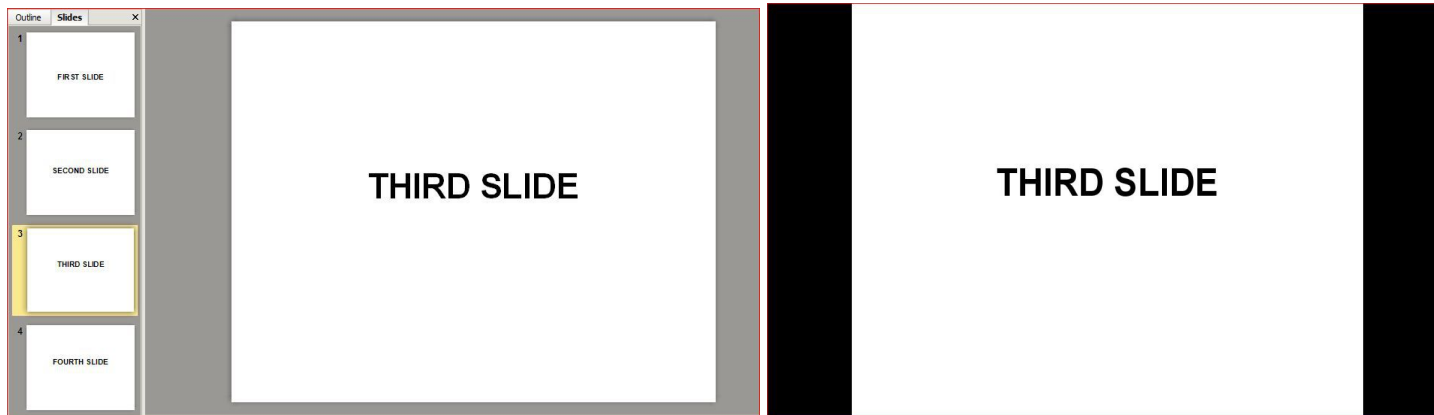 Outline Slides ×
1
FIRST SLIDE
2
SECOND SLIDE
3
THIRD SLIDE
4
FOURTH SLIDE
THIRD SLIDE
THIRD SLIDE